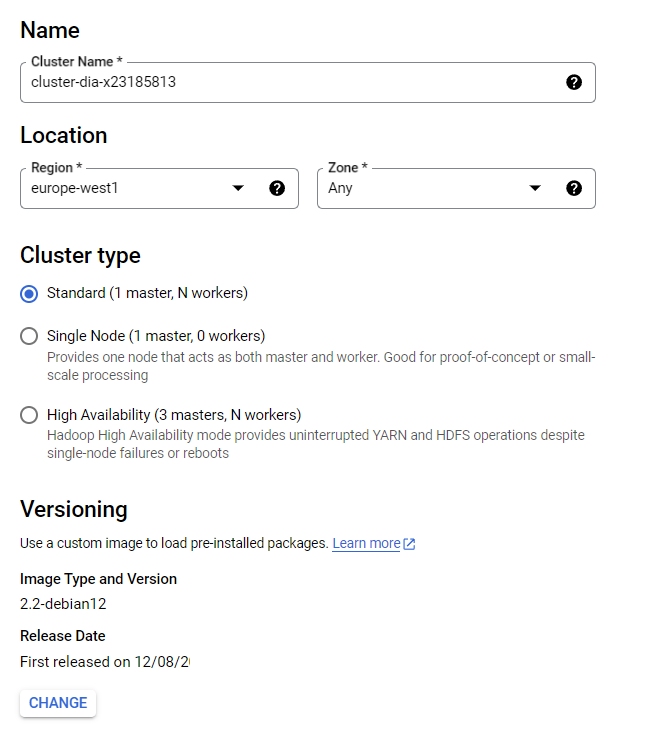 Name
Cluster Name *
cluster-dia-x23185813
Location
Region *
europe-west1
Zone *
Any
Cluster type
Standard (1 master, N workers)
Single Node (1 master, 0 workers)
Provides one node that acts as both master and worker. Good for proof-of-concept or small-
scale processing
High Availability (3 masters, N workers)
Hadoop High Availability mode provides uninterrupted YARN and HDFS operations despite
single-node failures or reboots
Versioning
Use a custom image to load pre-installed packages. Learn more
Image Type and Version
2.2-debian12
Release Date
First released on 12/08/2
CHANGE